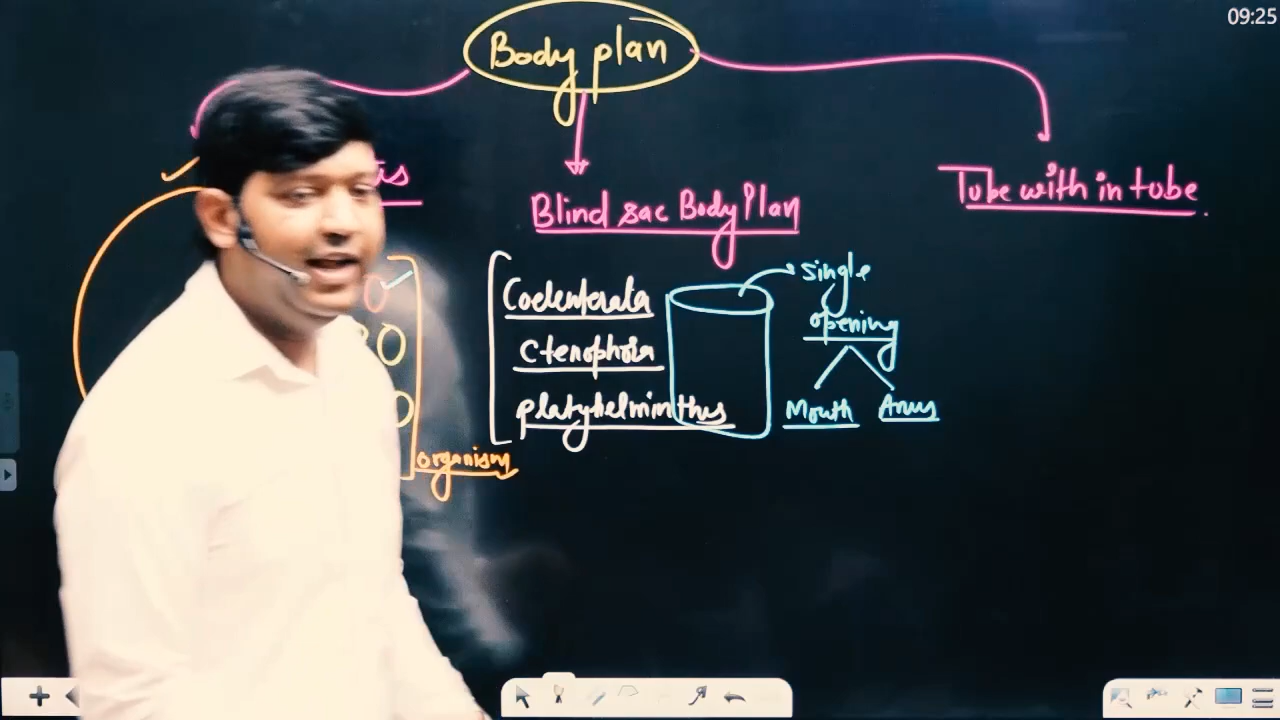 09:25
Body plan
Blind sac Body Plan
Tube with in tube
Coelenterata
Ctenophora
platyhelminthes
single
opening
Mouth
Anus
organism